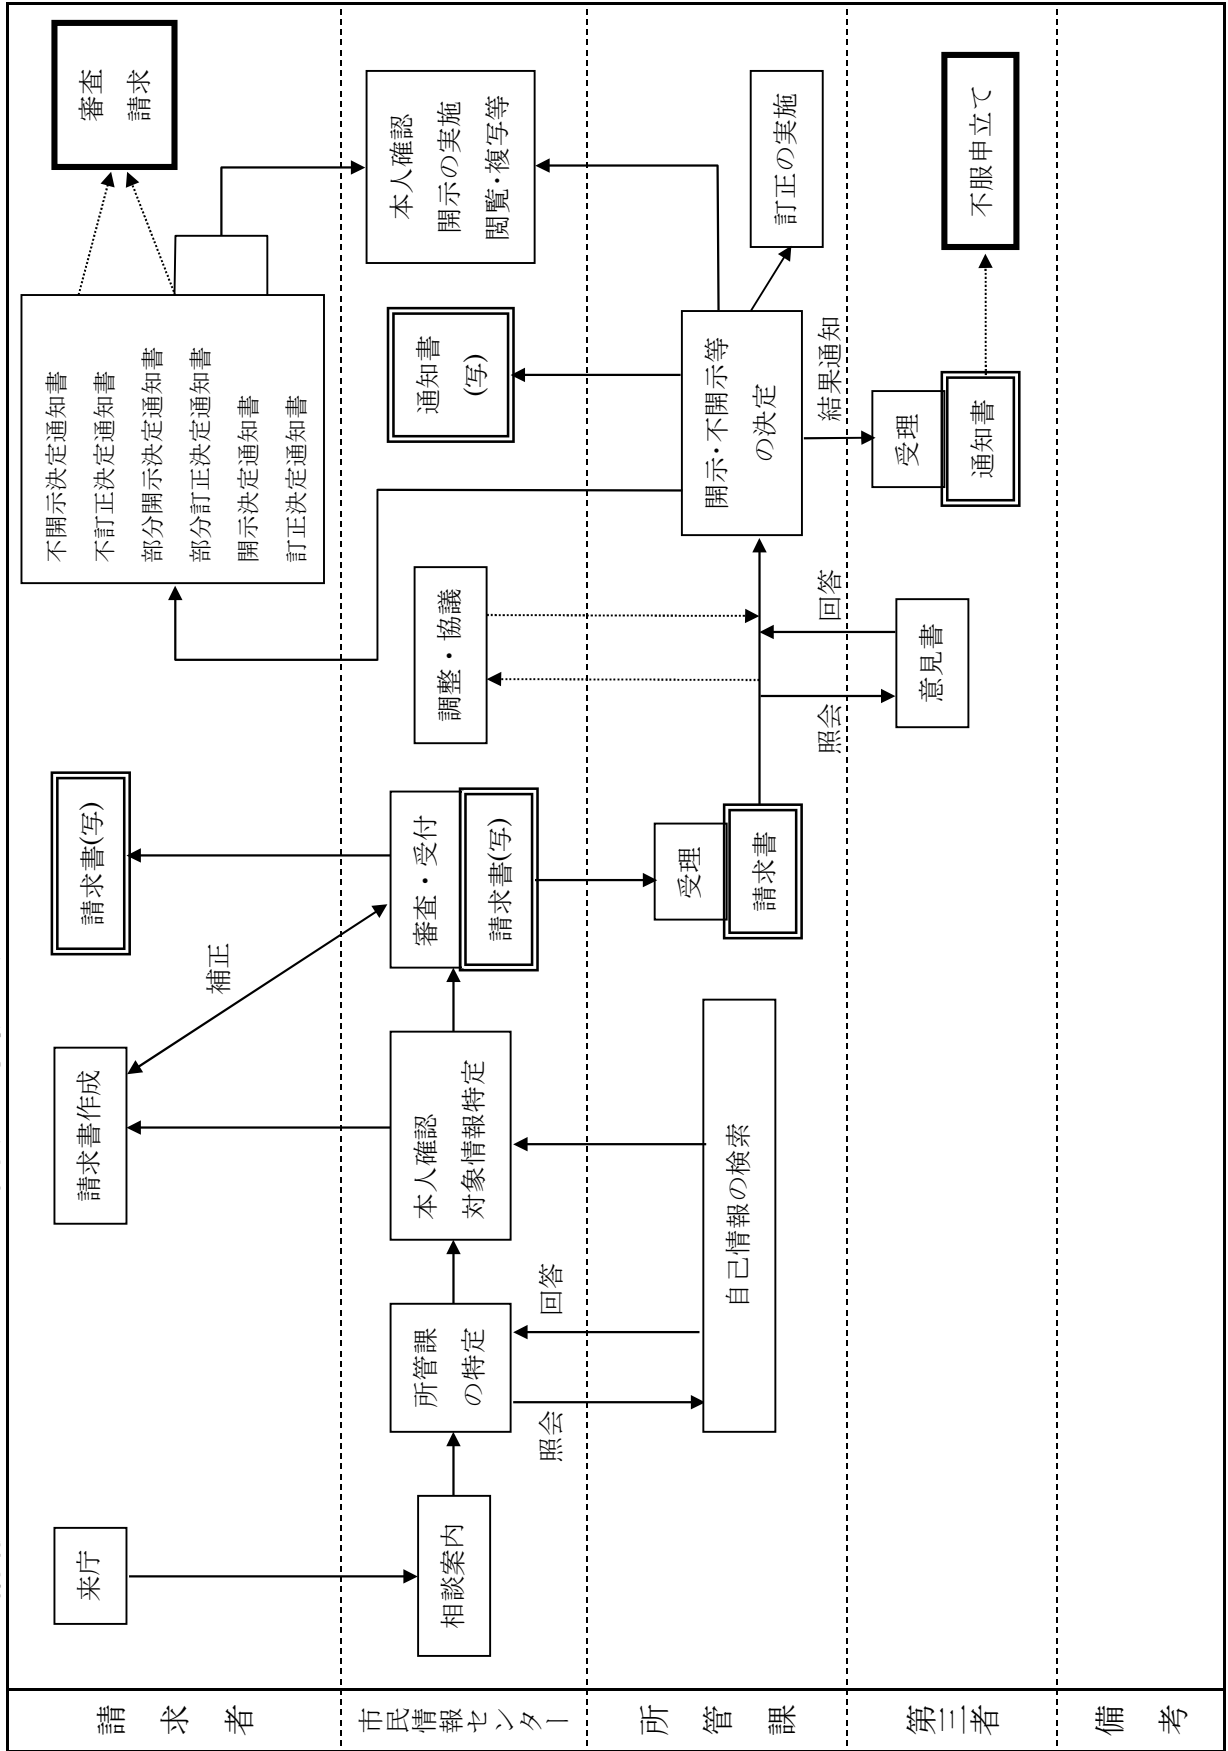 請求者
来庁
請求書作成
補正
請求書(写)
不開示決定通知書
不訂正決定通知書
部分開示決定通知書
部分訂正決定通知書
開示決定通知書
訂正決定通知書
審査
請求
市民情報センター
相談案内
所管課
の特定
照会
回答
本人確認
対象情報特定
審査・受付
請求書(写)
調整・協議
通知書
(写)
本人確認
開示の実施
閲覧・複写等
所管課
自己情報の検索
受理
請求書
照会
回答
開示・不開示等
の決定
結果通知
訂正の実施
第三者
意見書
受理
通知書
不服申立て
備考